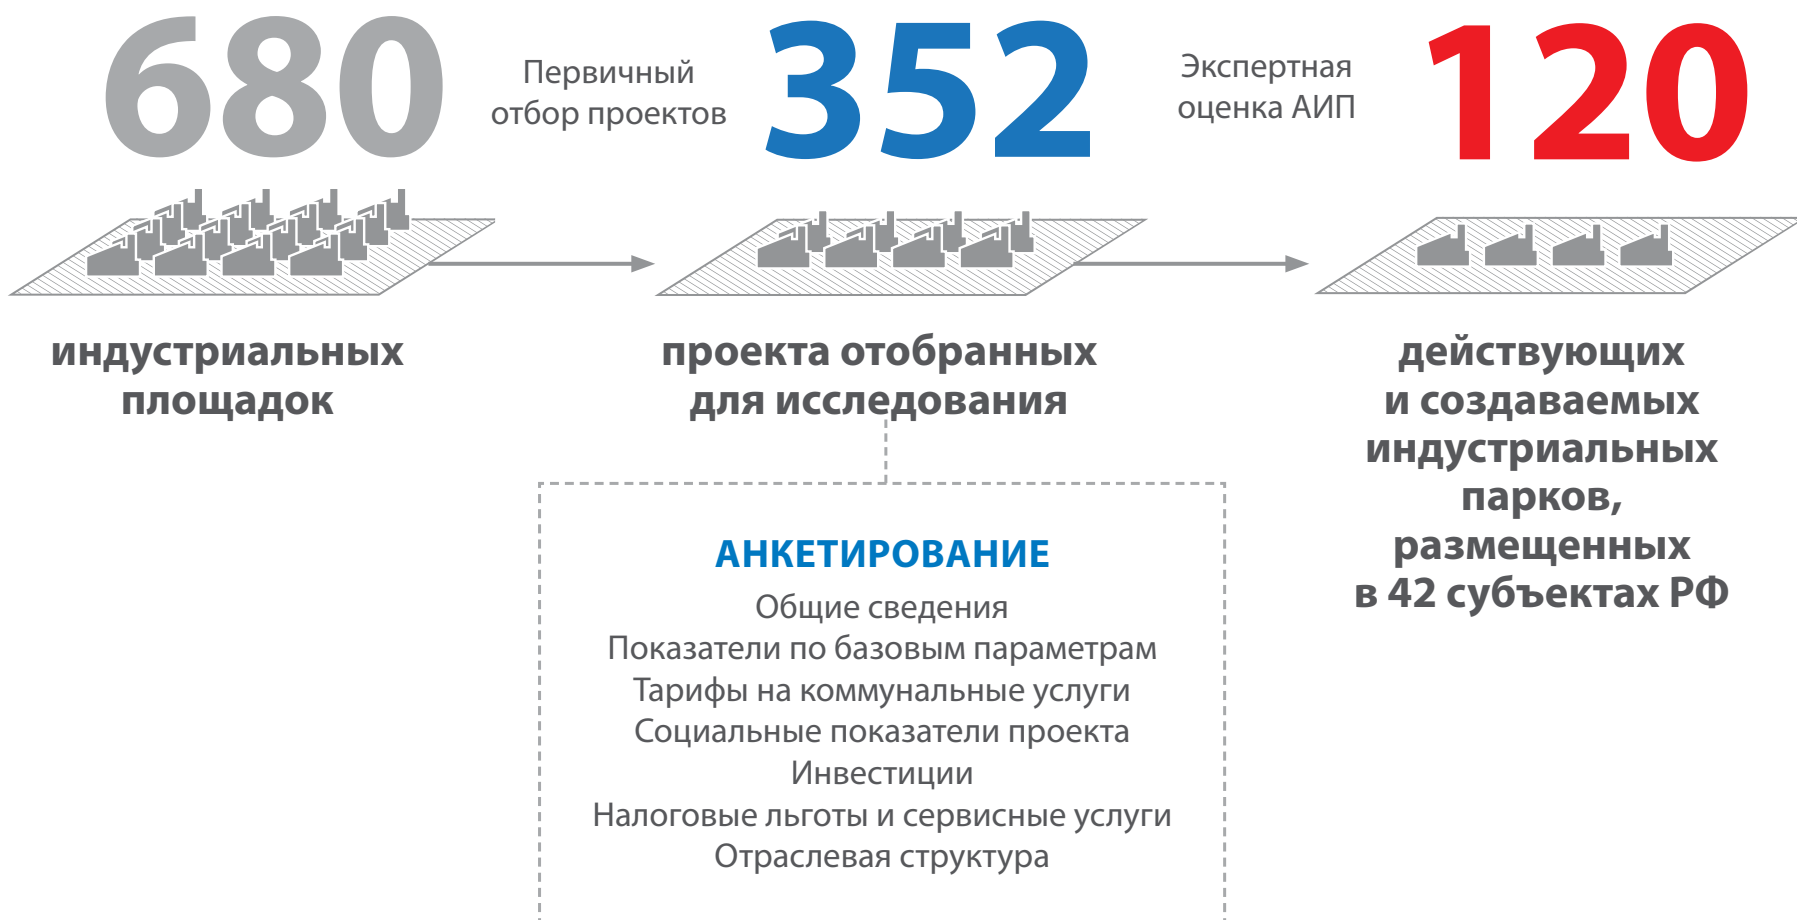 680
Первичный
отбор проектов
352
Экспертная
оценка АИП
120
индустриальных
площадок
проекта отобранных
для исследования
действующих
и создаваемых
индустриальных
парков,
размещенных
в 42 субъектах РФ
АНКЕТИРОВАНИЕ
Общие сведения
Показатели по базовым параметрам
Тарифы на коммунальные услуги
Социальные показатели проекта
Инвестиции
Налоговые льготы и сервисные услуги
Отраслевая структура